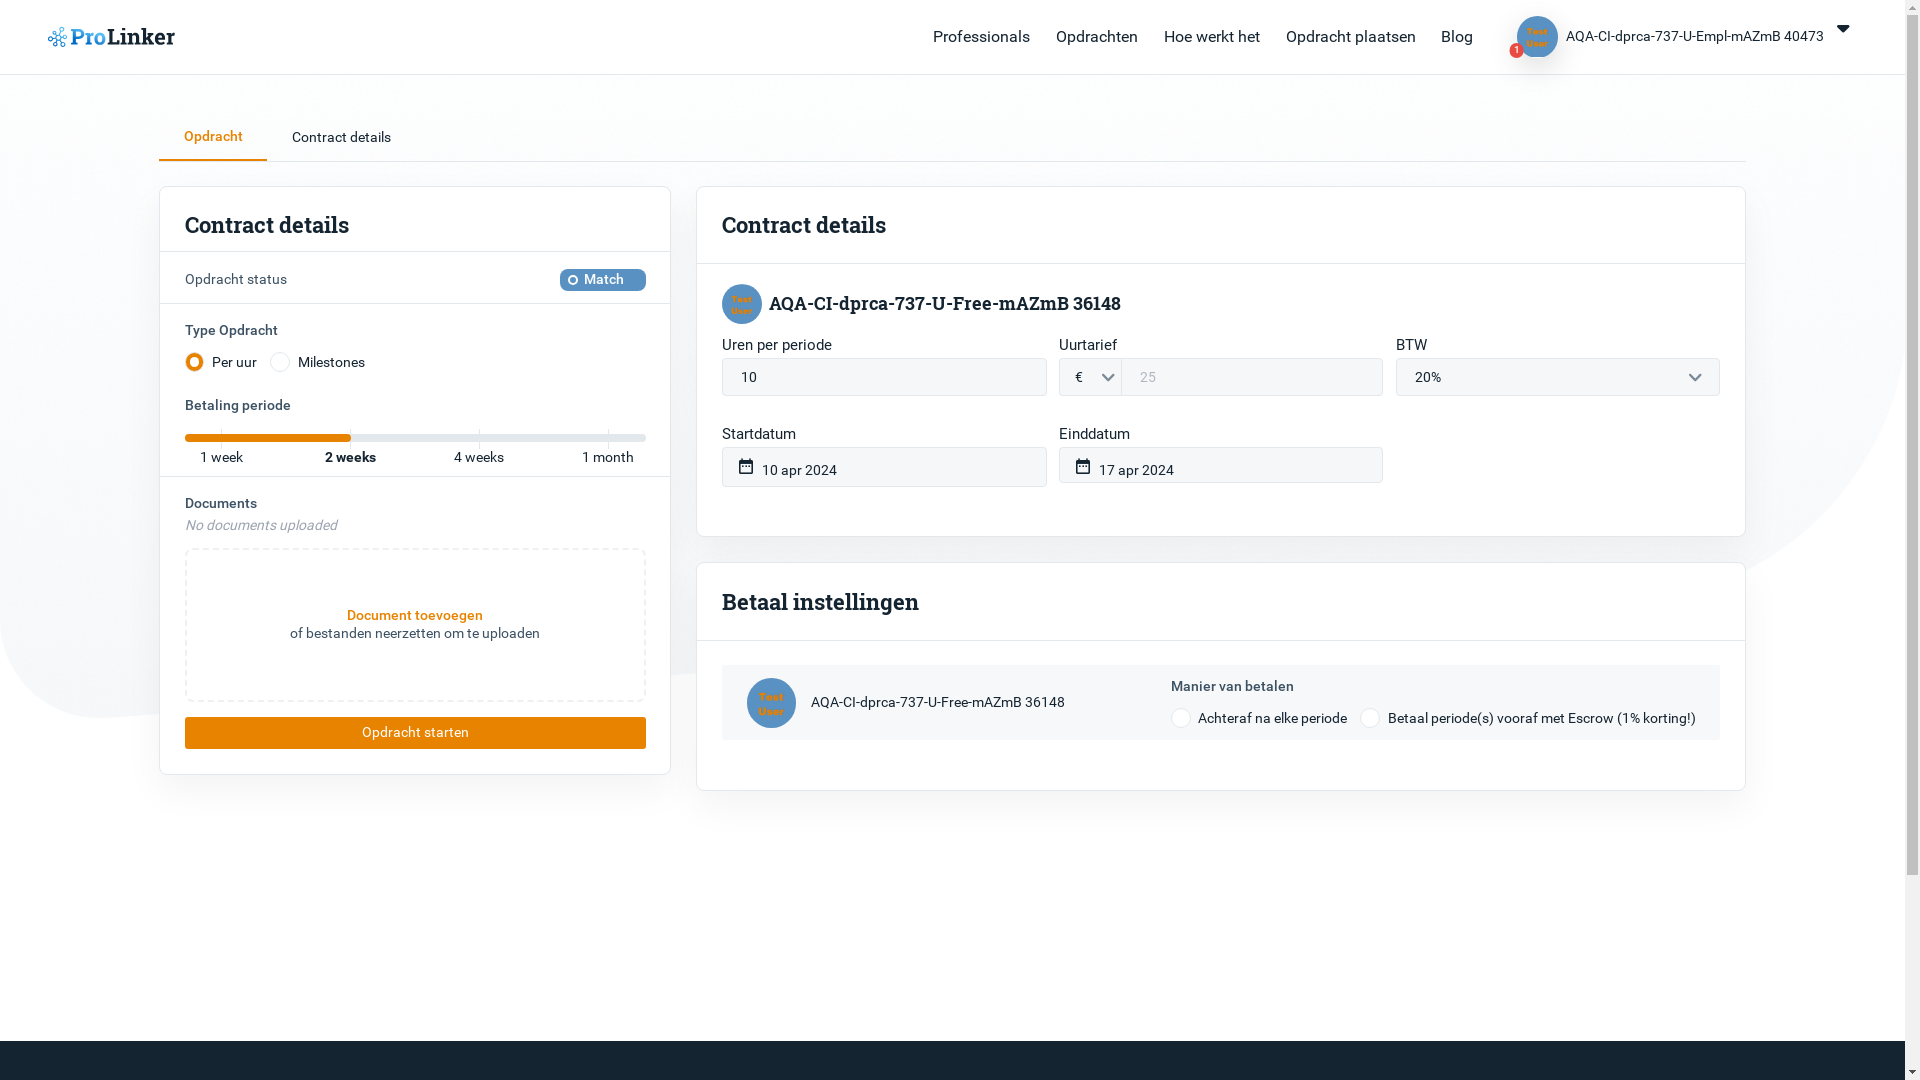 ProLinker
Professionals
Opdrachten
Hoe werkt het
Opdracht plaatsen
Blog
Test
User
1
AQA-CI-dprca-737-U-Empl-mAZmB 40473
Opdracht
Contract details
Contract details
Opdracht status
Match
Type Opdracht
Per uur
Milestones
Betaling periode
1 week
2 weeks
4 weeks
1 month
Documents
No documents uploaded
Document toevoegen
of bestanden neerzetten om te uploaden
Opdracht starten
Contract details
Test
User
AQA-CI-dprca-737-U-Free-mAZmB 36148
Uren per periode
Uurtarief
BTW
10
€
25
20%
Startdatum
Einddatum
10 apr 2024
17 apr 2024
Betaal instellingen
Test
User
AQA-CI-dprca-737-U-Free-mAZmB 36148
Manier van betalen
Achteraf na elke periode
Betaal periode(s) vooraf met Escrow (1% korting!)